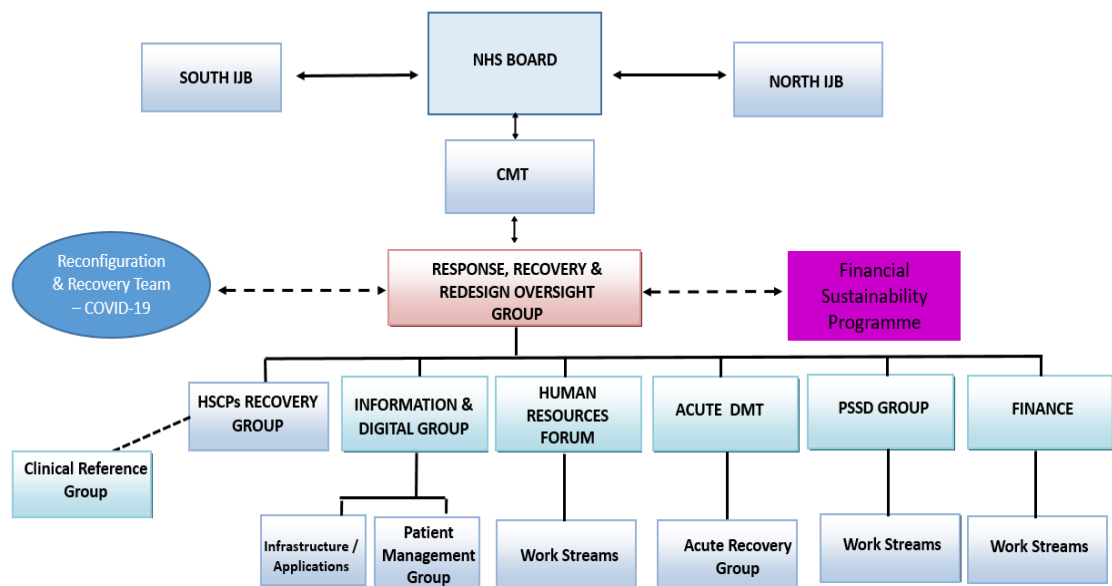 NHS BOARD
SOUTH IJB
NORTH IJB
CMT
Reconfiguration
& Recovery Team
– COVID-19
RESPONSE, RECOVERY &
REDESIGN OVERSIGHT
GROUP
Financial
Sustainability
Programme
HSCPs RECOVERY
GROUP
INFORMATION &
DIGITAL GROUP
HUMAN
RESOURCES
FORUM
ACUTE DMT
PSSD GROUP
FINANCE
Clinical Reference
Group
Infrastructure /
Applications
Patient
Management
Group
Work Streams
Acute Recovery
Group
Work Streams
Work Streams